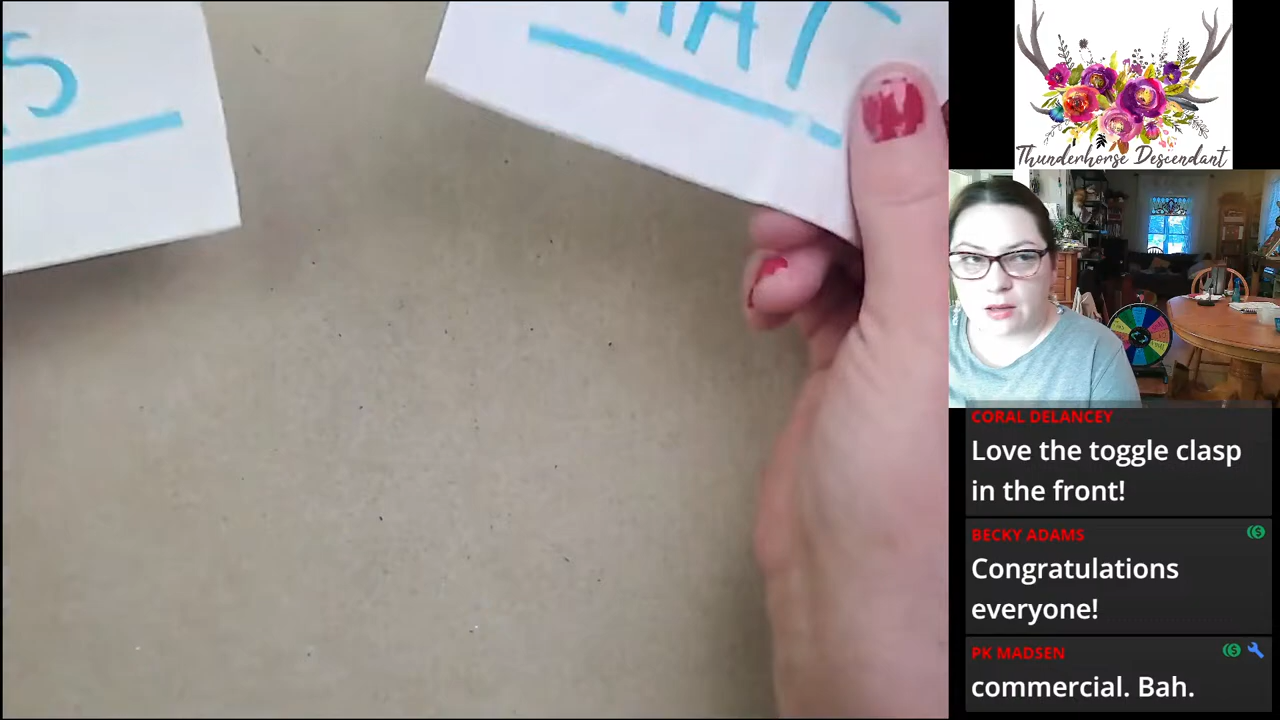 S
HAT
Thunderhorse Descendant
CORAL DELANCEY
Love the toggle clasp
in the front!
BECKY ADAMS
Congratulations
everyone!
PK MADSEN
commercial. Bah.